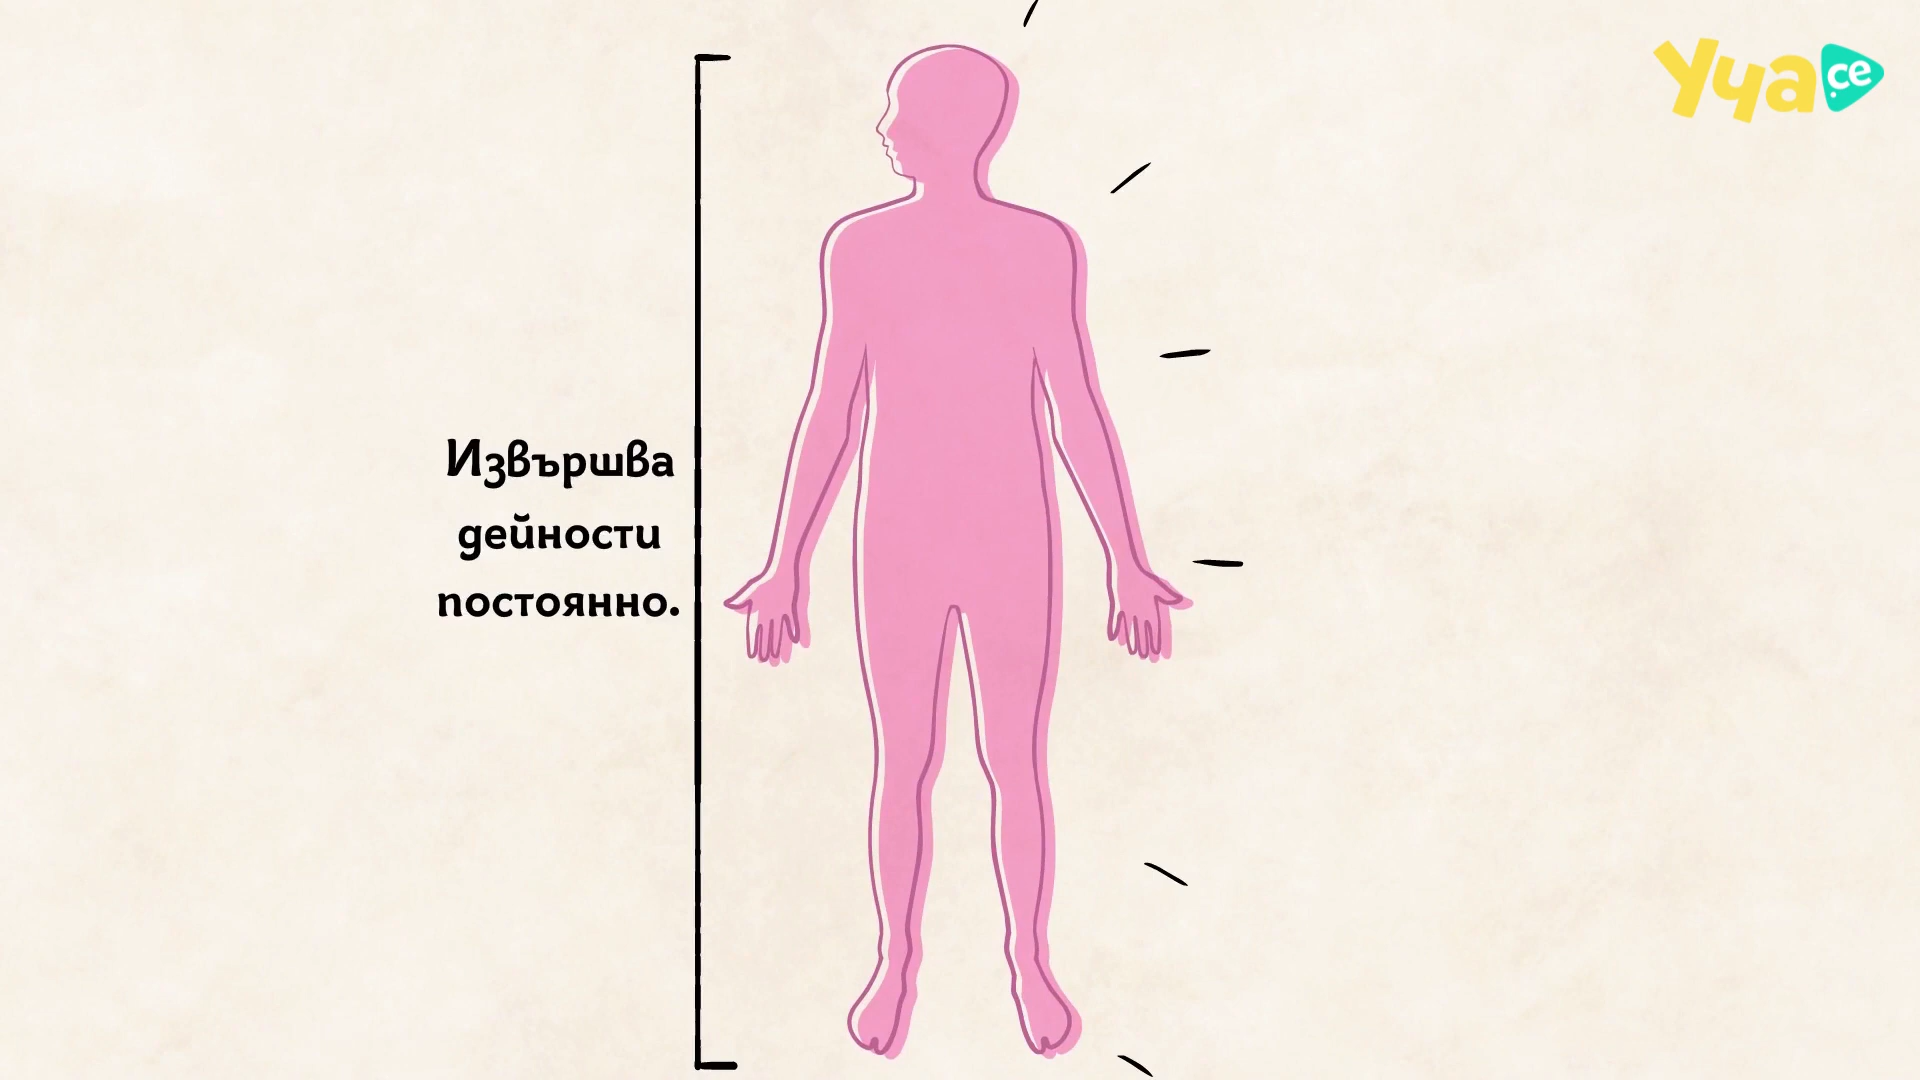 Уча.се
Извършва
дейности
постоянно.